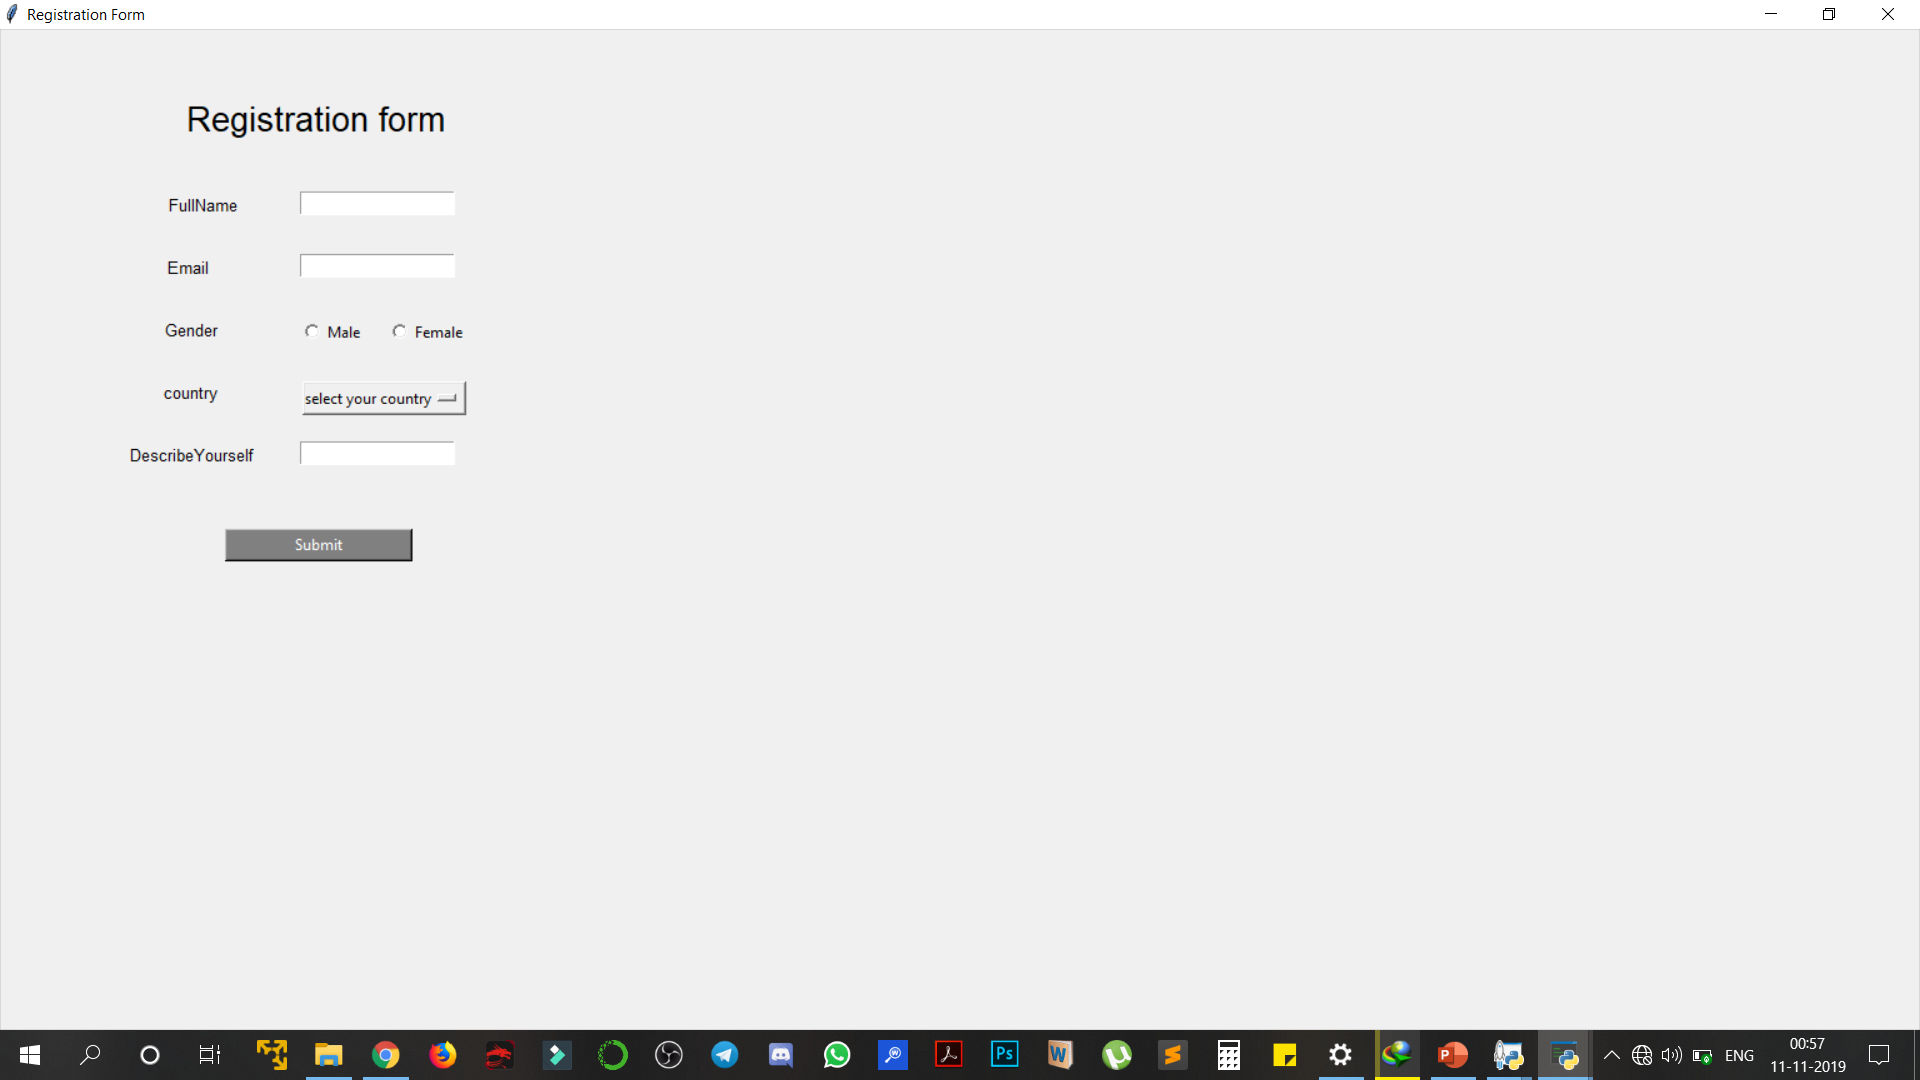 Registration Form
Registration form
FullName
Email
Gender Male Female
country select your country
DescribeYourself
Submit
ENG 00:57
11-11-2019